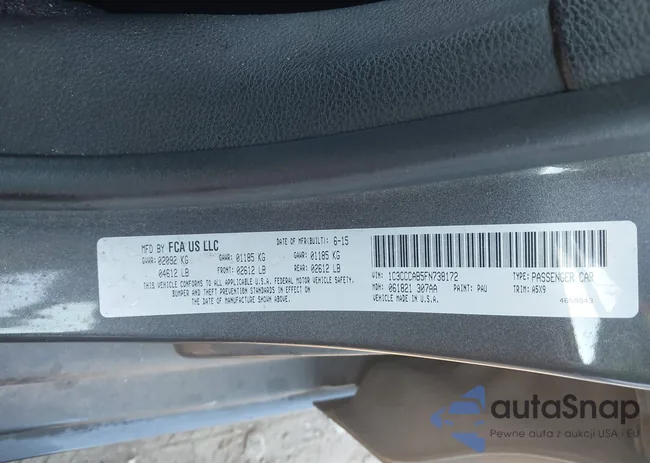 MFD BY FCA US LLC DATE OF MFR(BUILT): 6-15
GVWR: 02092 KG GAWR: 01185 KG GAWR: 01185 KG
04612 LB FRONT: 02612 LB REAR: 02612 LB
THIS VEHICLE CONFORMS TO ALL APPLICABLE U.S.A. FEDERAL MOTOR VEHICLE SAFETY,
BUMPER AND THEFT PREVENTION STANDARDS IN EFFECT ON
THE DATE OF MANUFACTURE SHOWN ABOVE.
VIN: 1C3CCCAB5FN738172 TYPE: PASSENGER CAR
MDH: 061821 307AA PAINT: PAU TRIM: A5X9
MADE IN U.S.A.
autaSnap
Pewne auta z aukcji USA - EU